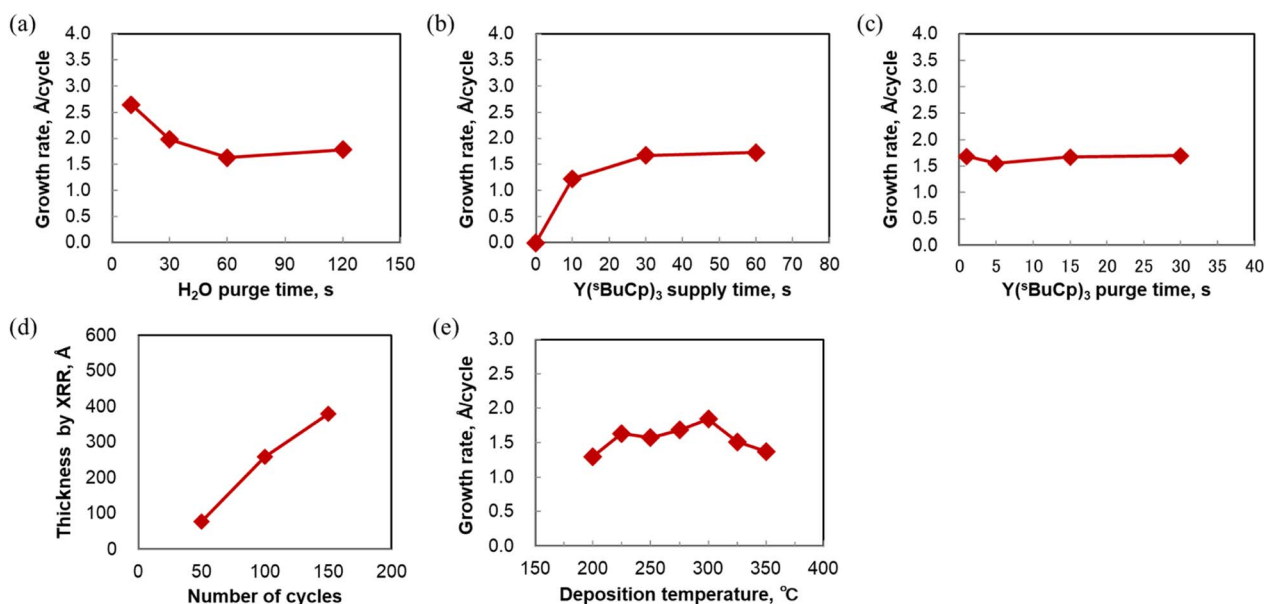 (a)
Growth rate, Å/cycle
4.0
3.5
3.0
2.5
2.0
1.5
1.0
0.5
0.0
0 30 60 90 120 150
H₂O purge time, s
(b)
Growth rate, Å/cycle
4.0
3.5
3.0
2.5
2.0
1.5
1.0
0.5
0.0
0 10 20 30 40 50 60 70 80
Y(ˢBuCp)₃ supply time, s
(c)
Growth rate, Å/cycle
4.0
3.5
3.0
2.5
2.0
1.5
1.0
0.5
0.0
0 5 10 15 20 25 30 35 40
Y(ˢBuCp)₃ purge time, s
(d)
Thickness by XRR, Å
600
500
400
300
200
100
0
0 50 100 150 200
Number of cycles
(e)
Growth rate, Å/cycle
3.0
2.5
2.0
1.5
1.0
0.5
0.0
150 200 250 300 350 400
Deposition temperature, °C